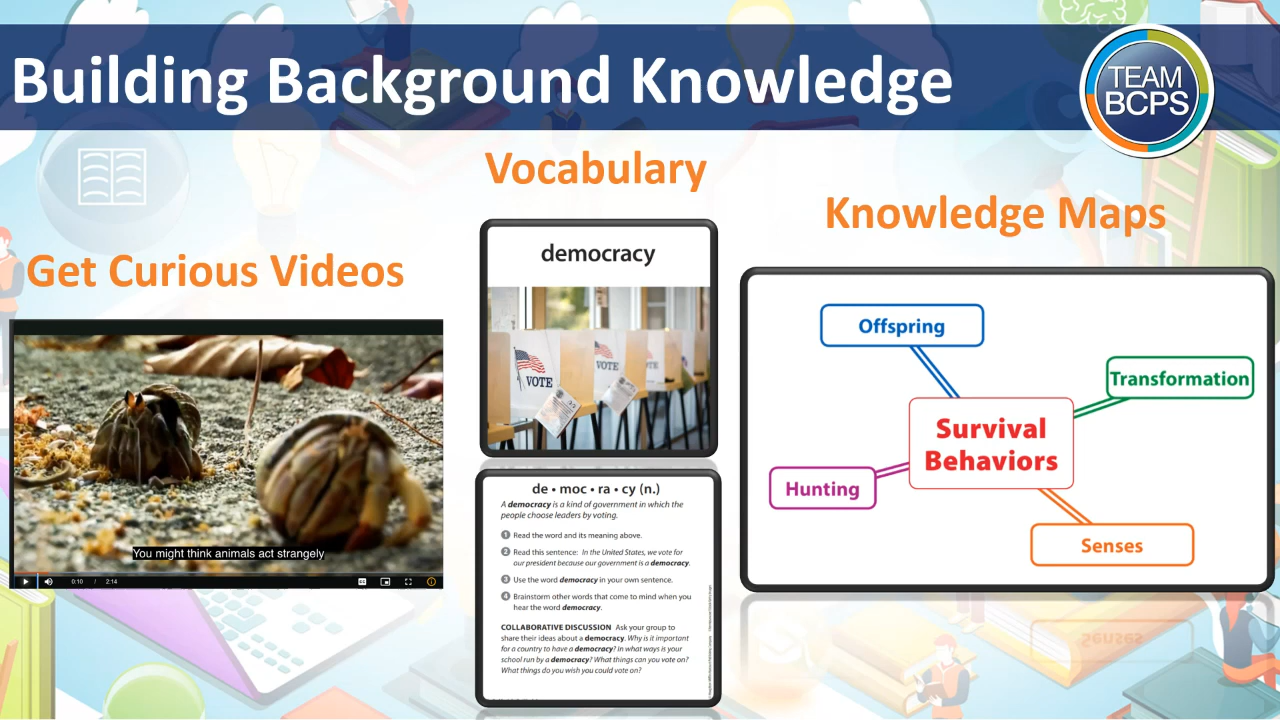 Building Background Knowledge
TEAM
BCPS
Vocabulary
Knowledge Maps
Get Curious Videos
democracy
VOTE
VOTE
You might think animals act strangely
0:10 / 2:14
de • moc • ra • cy (n.)
A democracy is a kind of government in which the
people choose leaders by voting.
1 Read the word and its meaning above.
2 Read this sentence: In the United States, we vote for
our president because our government is a democracy.
3 Use the word democracy in your own sentence.
4 Brainstorm other words that come to mind when you
hear the word democracy.
COLLABORATIVE DISCUSSION Ask your group to
share their ideas about a democracy. Why is it important
for a country to have a democracy? In what ways is your
school run by a democracy? What things can you vote on?
What things do you wish you could vote on?
Offspring
Transformation
Survival
Behaviors
Hunting
Senses